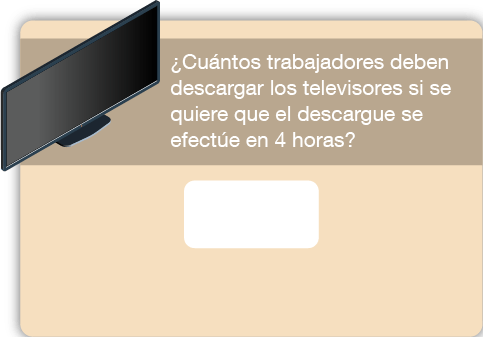 ¿Cuántos trabajadores deben
descargar los televisores si se
quiere que el descargue se
efectúe en 4 horas?